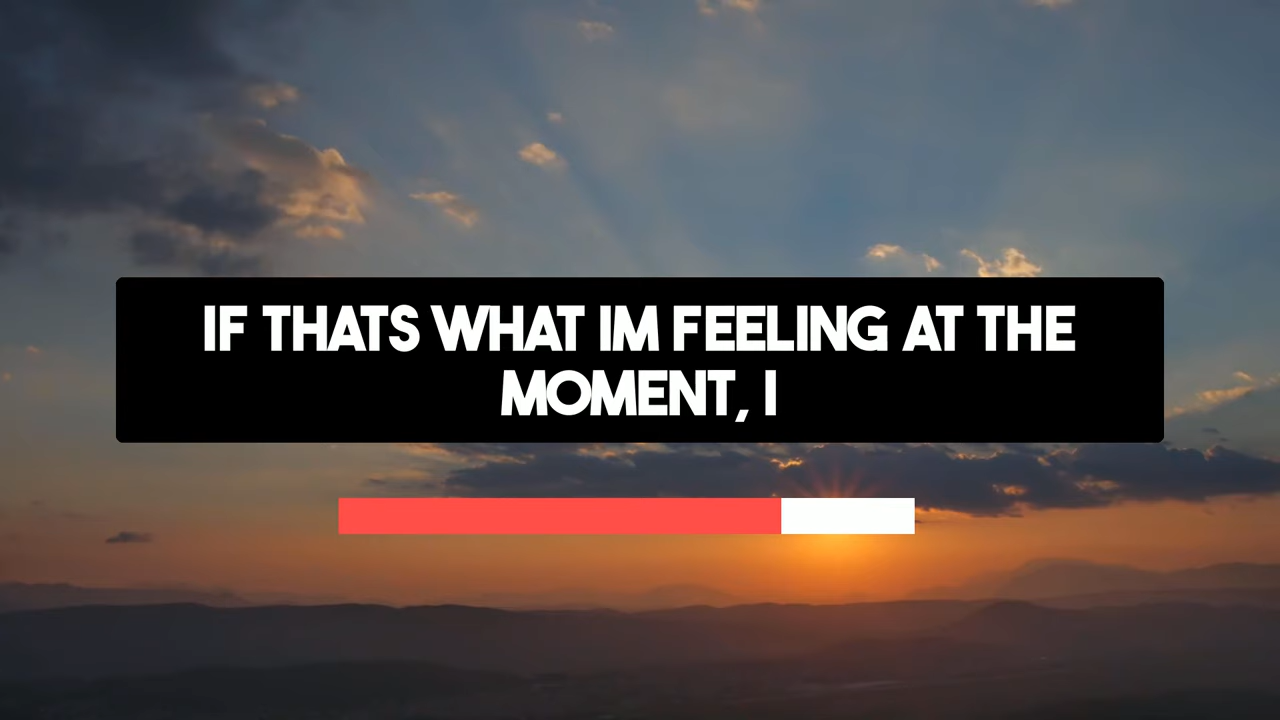 IF THATS WHAT IM FEELING AT THE
MOMENT, I